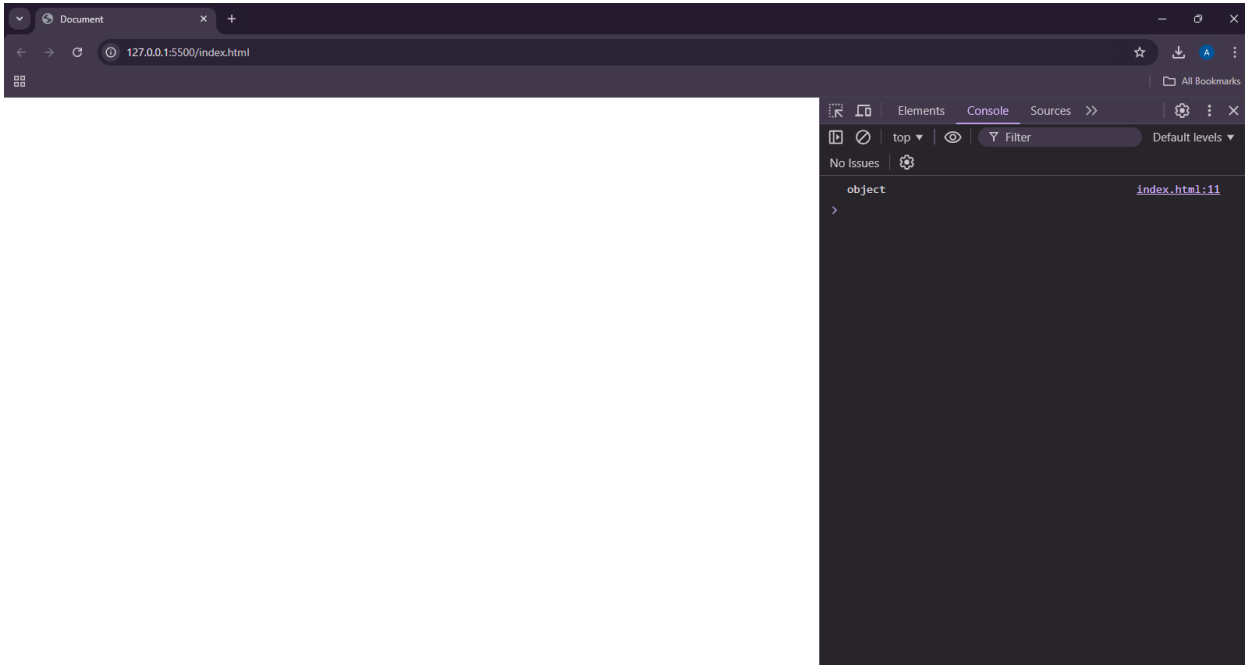 Document
127.0.0.1:5500/index.html
A
All Bookmarks
Elements Console Sources
top Filter Default levels
No Issues
object index.html:11